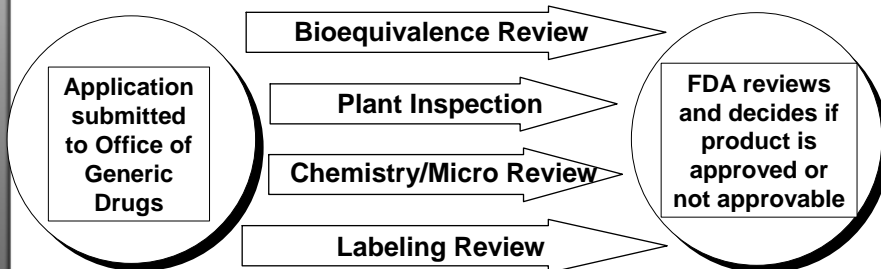 Application
submitted
to Office of
Generic
Drugs
Bioequivalence Review
Plant Inspection
Chemistry/Micro Review
Labeling Review
FDA reviews
and decides if
product is
approved or
not approvable